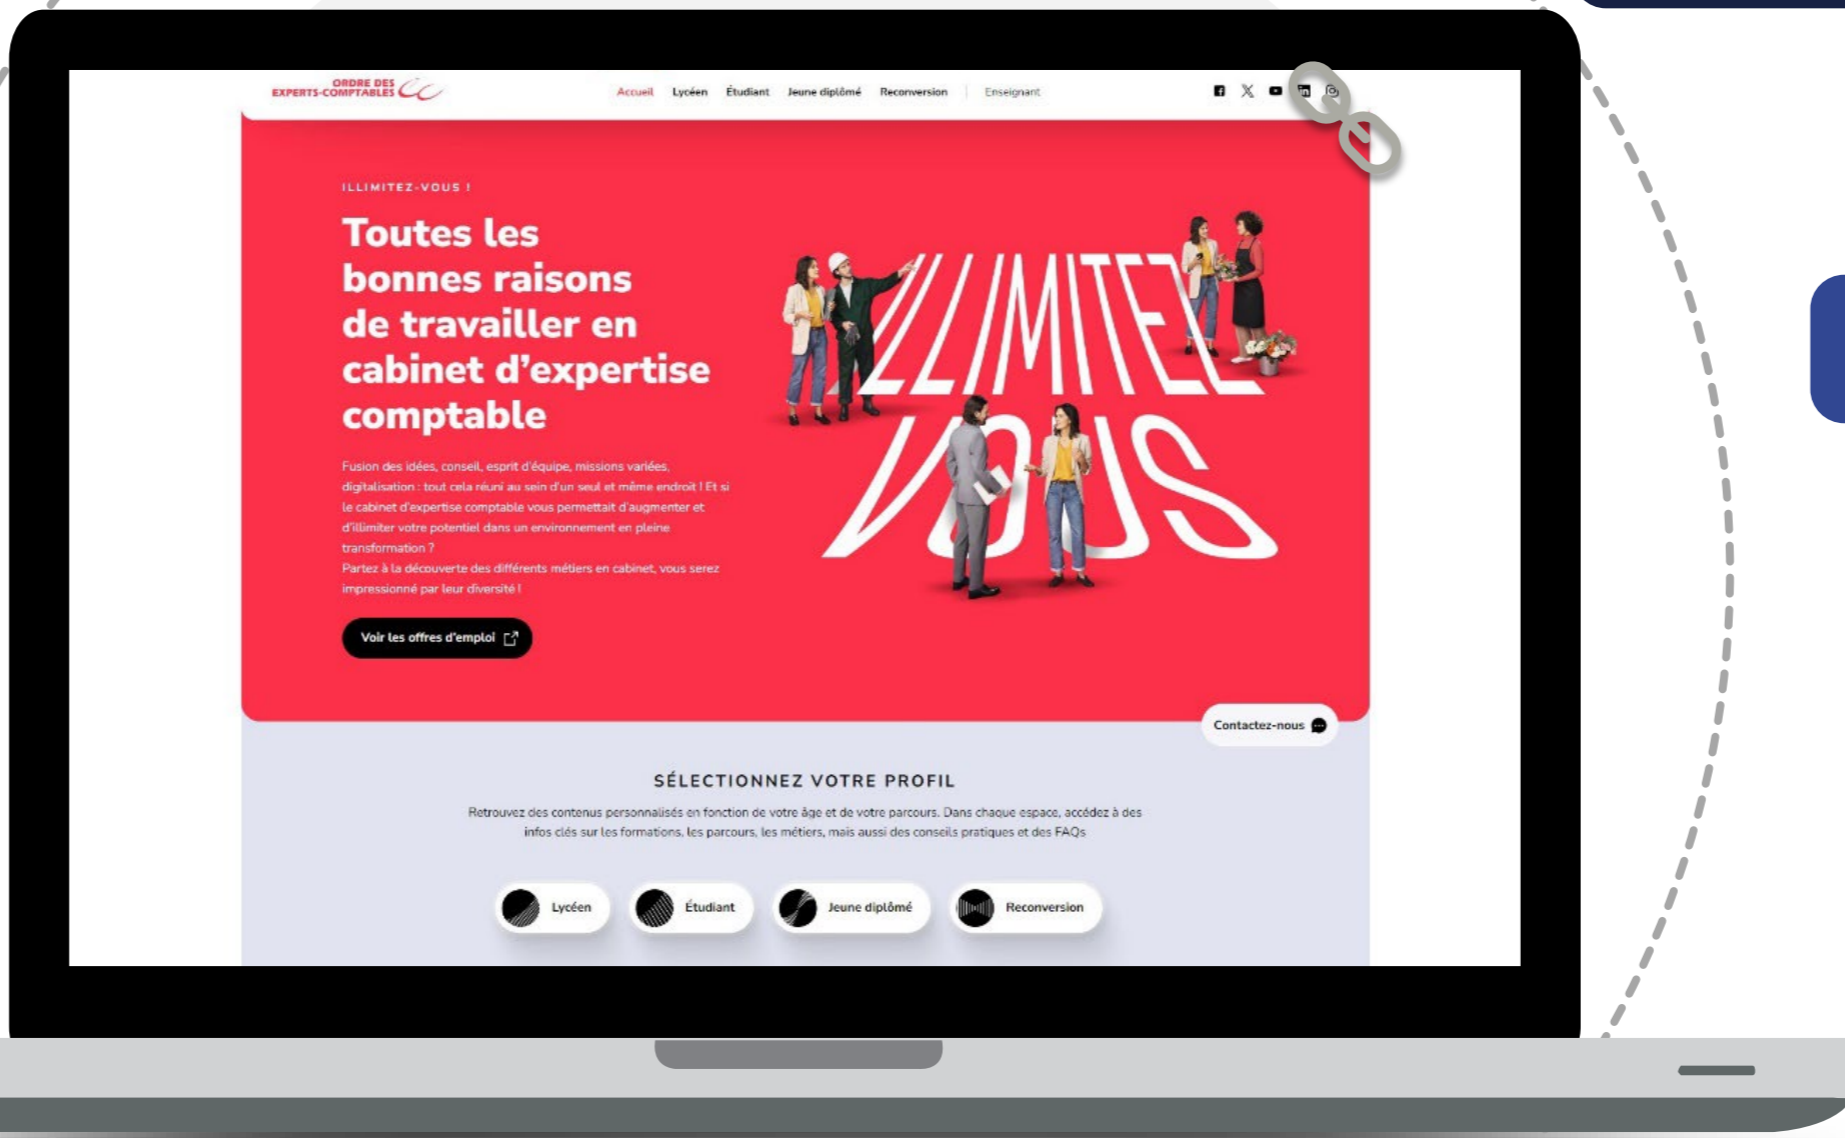 ORDRE DES
EXPERTS-COMPTABLES
Accueil Lycéen Étudiant Jeune diplômé Reconversion Enseignant
ILLIMITEZ-VOUS !
Toutes les
bonnes raisons
de travailler en
cabinet d'expertise
comptable
Fusion des idées, conseil, esprit d'équipe, missions variées,
digitalisation : tout cela réuni au sein d'un seul et même endroit ! Et si
le cabinet d'expertise comptable vous permettait d'augmenter et
d'illimiter votre potentiel dans un environnement en pleine
transformation ?
Partez à la découverte des différents métiers en cabinet, vous serez
impressionné par leur diversité !
Voir les offres d'emploi
ILLIMITEZ
VOUS
Contactez-nous
SÉLECTIONNEZ VOTRE PROFIL
Retrouvez des contenus personnalisés en fonction de votre âge et de votre parcours. Dans chaque espace, accédez à des
infos clés sur les formations, les parcours, les métiers, mais aussi des conseils pratiques et des FAQs
Lycéen Étudiant Jeune diplômé Reconversion